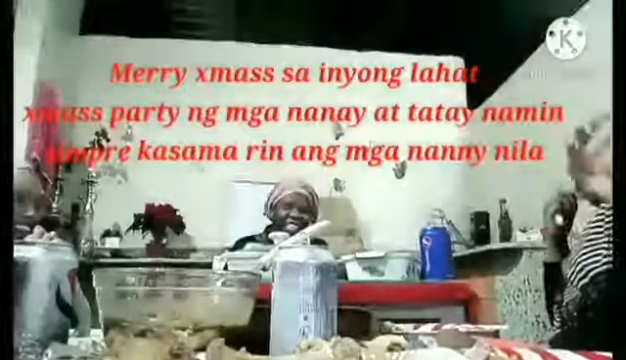 Merry xmass sa inyong lahat
xmass party ng mga nanay at tatay namin
simpre kasama rin ang mga nanny nila
K